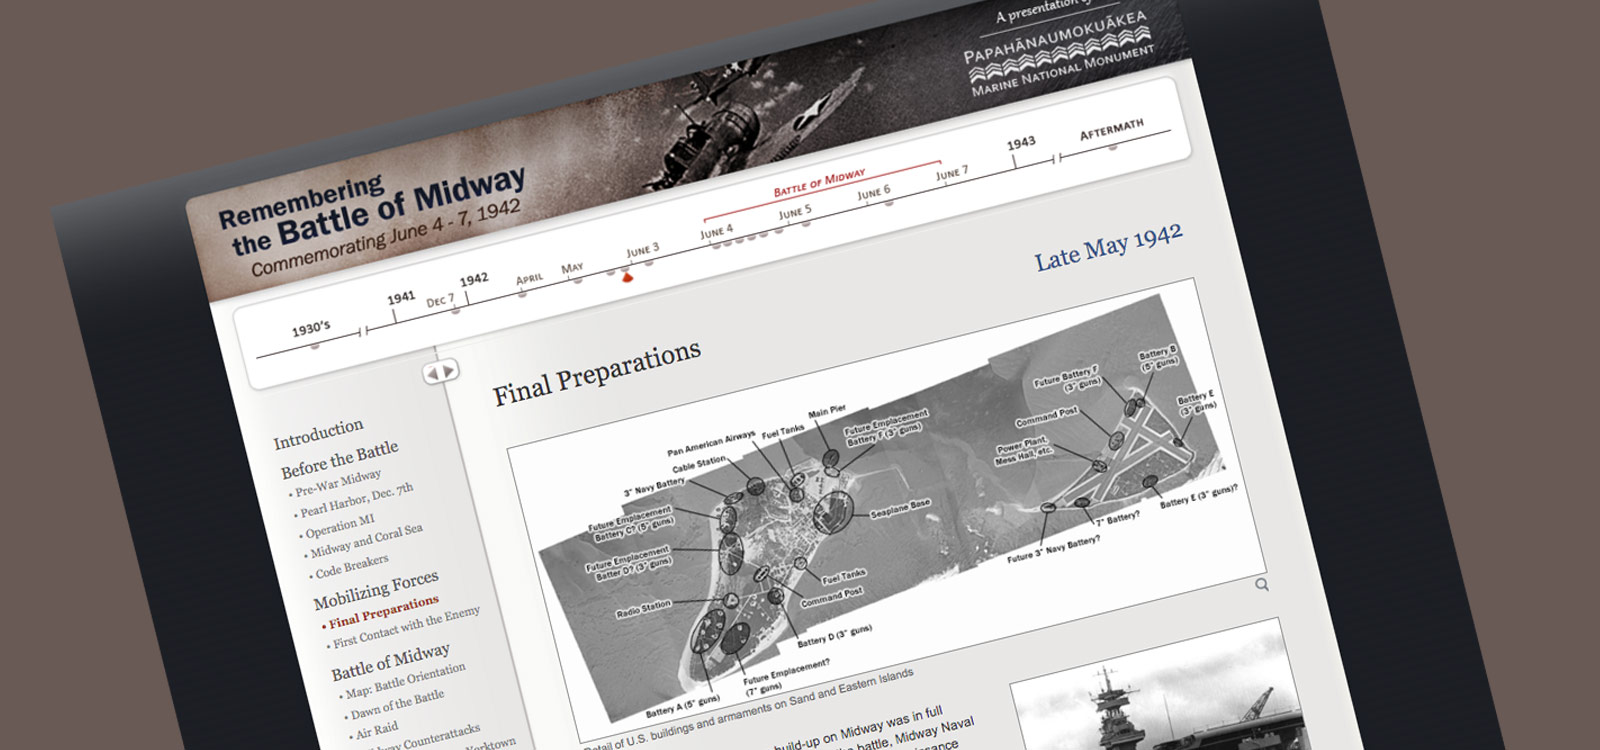 A presentation of
PAPAHĀNAUMOKUĀKEA
MARINE NATIONAL MONUMENT
Remembering
the Battle of Midway
Commemorating June 4 - 7, 1942
1930's
1941
DEC 7
1942
APRIL
MAY
JUNE 3
BATTLE OF MIDWAY
JUNE 4
JUNE 5
JUNE 6
JUNE 7
1943
AFTERMATH
Late May 1942
Final Preparations
Introduction
Before the Battle
• Pre-War Midway
• Pearl Harbor, Dec. 7th
• Operation MI
• Midway and Coral Sea
• Code Breakers
Mobilizing Forces
• Final Preparations
• First Contact with the Enemy
Battle of Midway
• Map: Battle Orientation
• Dawn of the Battle
• Air Raid
Counterattacks
Main Pier
Pan American Airways
Fuel Tanks
Cable Station
3" Navy Battery
Future Emplacement
Battery F (3" guns)
Future Emplacement
Battery C? (5" guns)
Future Emplacement
Batter D? (3" guns)
Seaplane Base
Radio Station
Fuel Tanks
Command Post
Battery D (3" guns)
Future Emplacement?
(7" guns)
Battery A (5" guns)
Battery B
(5" guns)
Future Battery F
(3" guns)
Battery E
(3" guns)
Command Post
Power Plant,
Mess Hall, etc.
Battery E (3" guns)?
7" Battery?
Future 3" Navy Battery?
of U.S. buildings and armaments on Sand and Eastern Islands
build-up on Midway was in full
battle, Midway Naval